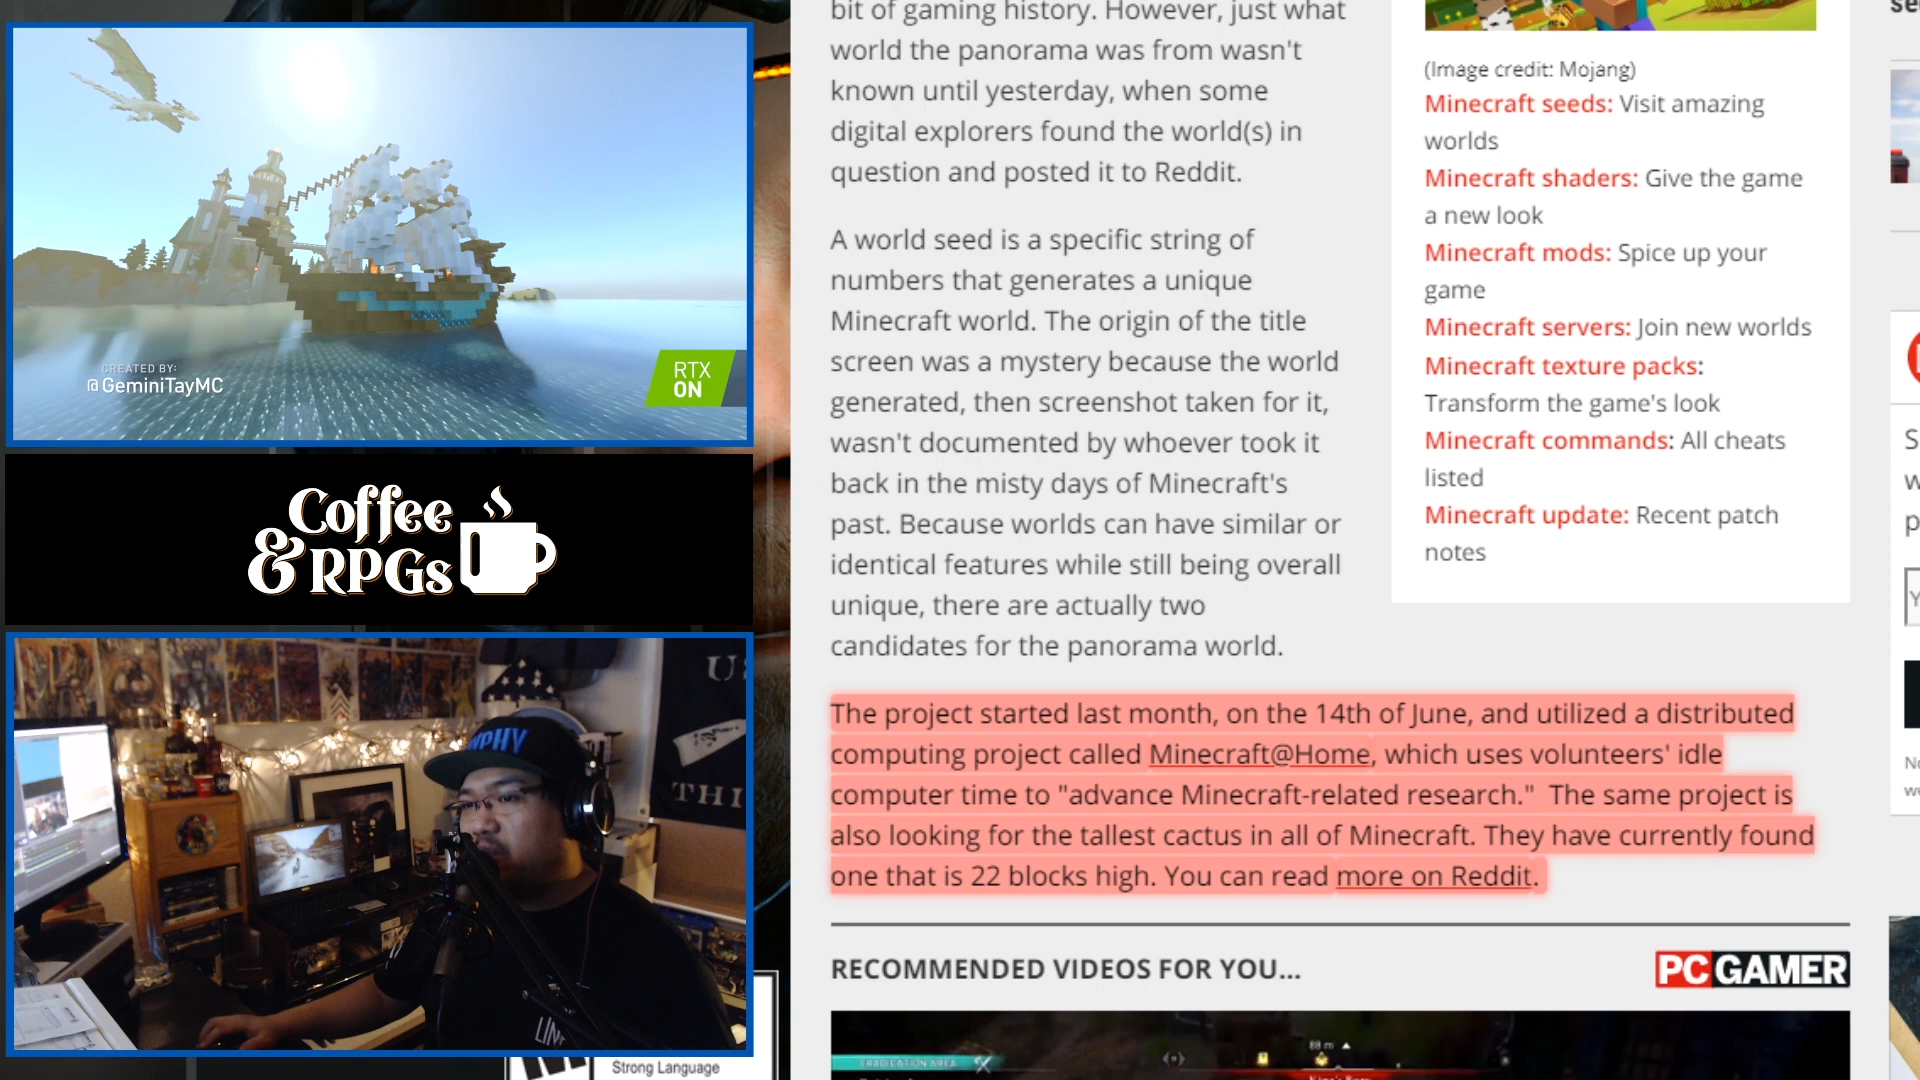 CREATED BY:
@GeminiTayMC
RTX
ON
Coffee
&RPGs
US
THI
Strong Language
bit of gaming history. However, just what
world the panorama was from wasn't
known until yesterday, when some
digital explorers found the world(s) in
question and posted it to Reddit.
A world seed is a specific string of
numbers that generates a unique
Minecraft world. The origin of the title
screen was a mystery because the world
generated, then screenshot taken for it,
wasn't documented by whoever took it
back in the misty days of Minecraft's
past. Because worlds can have similar or
identical features while still being overall
unique, there are actually two
candidates for the panorama world.
The project started last month, on the 14th of June, and utilized a distributed
computing project called Minecraft@Home, which uses volunteers' idle
computer time to "advance Minecraft-related research." The same project is
also looking for the tallest cactus in all of Minecraft. They have currently found
one that is 22 blocks high. You can read more on Reddit.
RECOMMENDED VIDEOS FOR YOU...
PC GAMER
ERADICATION AREA
88 m
(Image credit: Mojang)
Minecraft seeds: Visit amazing
worlds
Minecraft shaders: Give the game
a new look
Minecraft mods: Spice up your
game
Minecraft servers: Join new worlds
Minecraft texture packs:
Transform the game's look
Minecraft commands: All cheats
listed
Minecraft update: Recent patch
notes